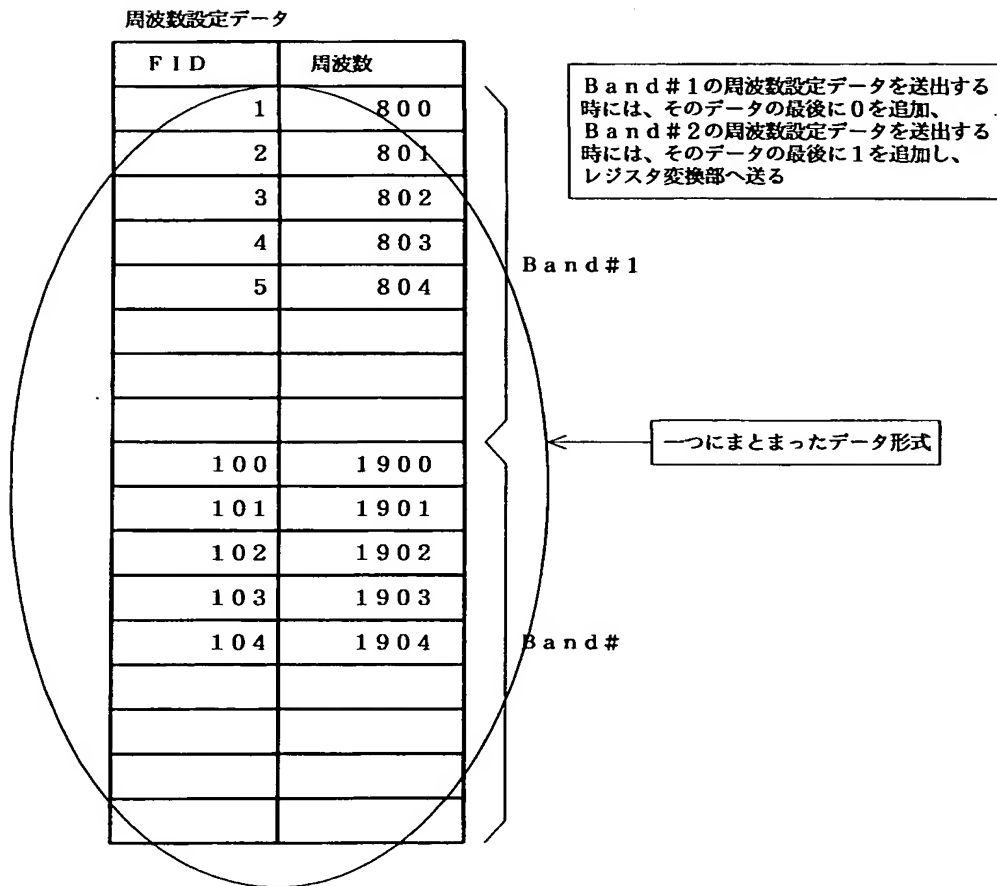 周波数設定データ
FID 周波数
1 800
2 801
3 802
4 803
5 804
100 1900
101 1901
102 1902
103 1903
104 1904
Band#1
Band#
Band#1の周波数設定データを送出する
時には、そのデータの最後に0を追加、
Band#2の周波数設定データを送出する
時には、そのデータの最後に1を追加し、
レジスタ変換部へ送る
一つにまとまったデータ形式